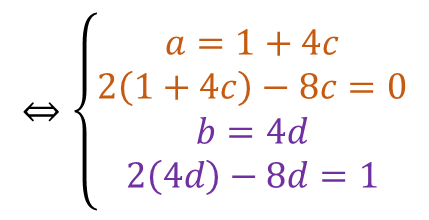 ⇔ { a = 1 + 4c
2(1 + 4c) − 8c = 0
b = 4d
2(4d) − 8d = 1